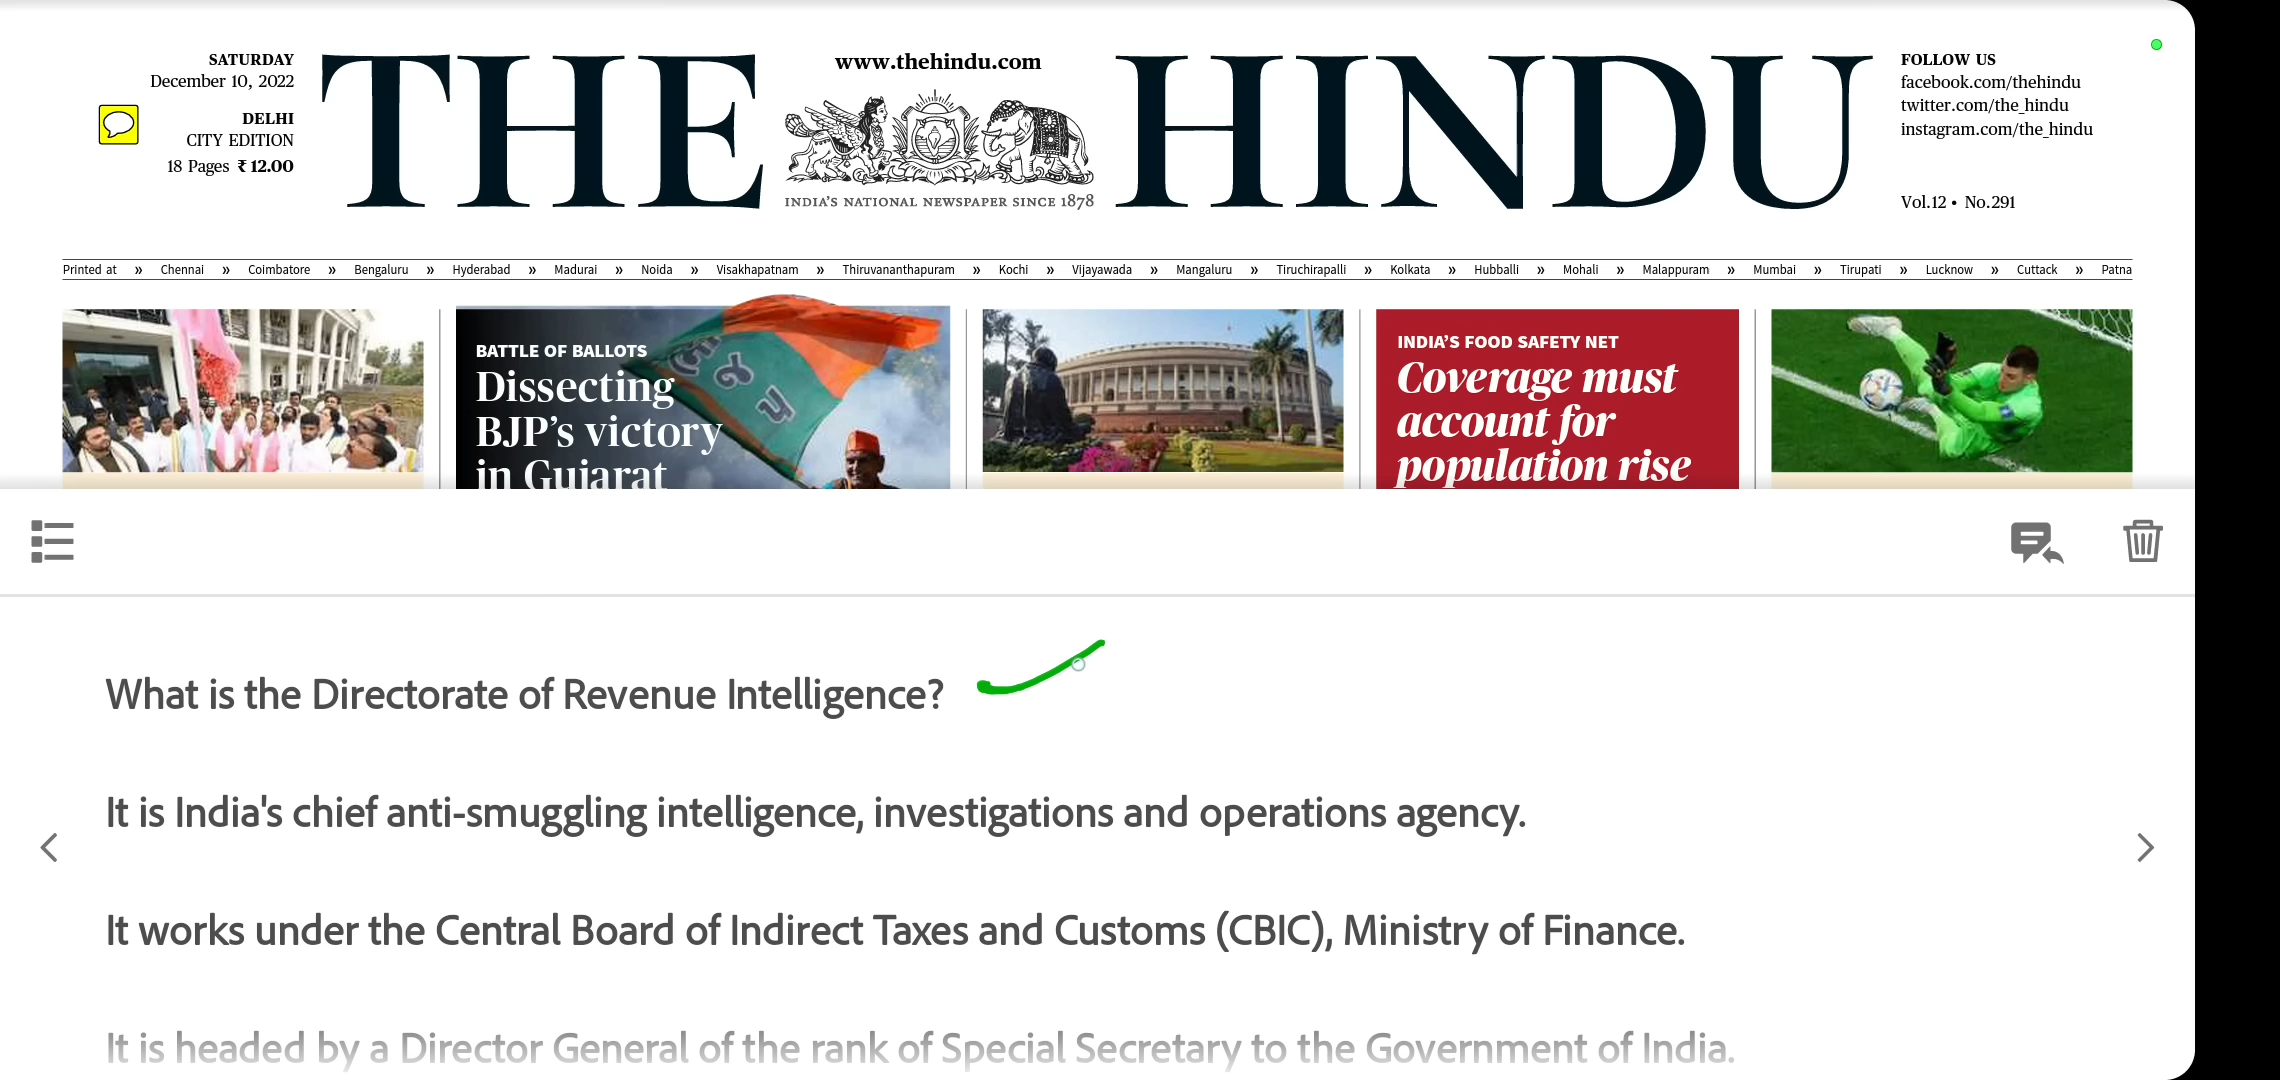 SATURDAY
December 10, 2022
DELHI
CITY EDITION
18 Pages ₹ 12.00
THE HINDU
www.thehindu.com
INDIA'S NATIONAL NEWSPAPER SINCE 1878
FOLLOW US
facebook.com/thehindu
twitter.com/the_hindu
instagram.com/the_hindu
Vol.12 • No.291
Printed at » Chennai » Coimbatore » Bengaluru » Hyderabad » Madurai » Noida » Visakhapatnam » Thiruvananthapuram » Kochi » Vijayawada » Mangaluru » Tiruchirapalli » Kolkata » Hubballi » Mohali » Malappuram » Mumbai » Tirupati » Lucknow » Cuttack » Patna
BATTLE OF BALLOTS
Dissecting
BJP's victory
in Gujarat
INDIA'S FOOD SAFETY NET
Coverage must
account for
population rise
What is the Directorate of Revenue Intelligence?
It is India's chief anti-smuggling intelligence, investigations and operations agency.
It works under the Central Board of Indirect Taxes and Customs (CBIC), Ministry of Finance.
It is headed by a Director General of the rank of Special Secretary to the Government of India.